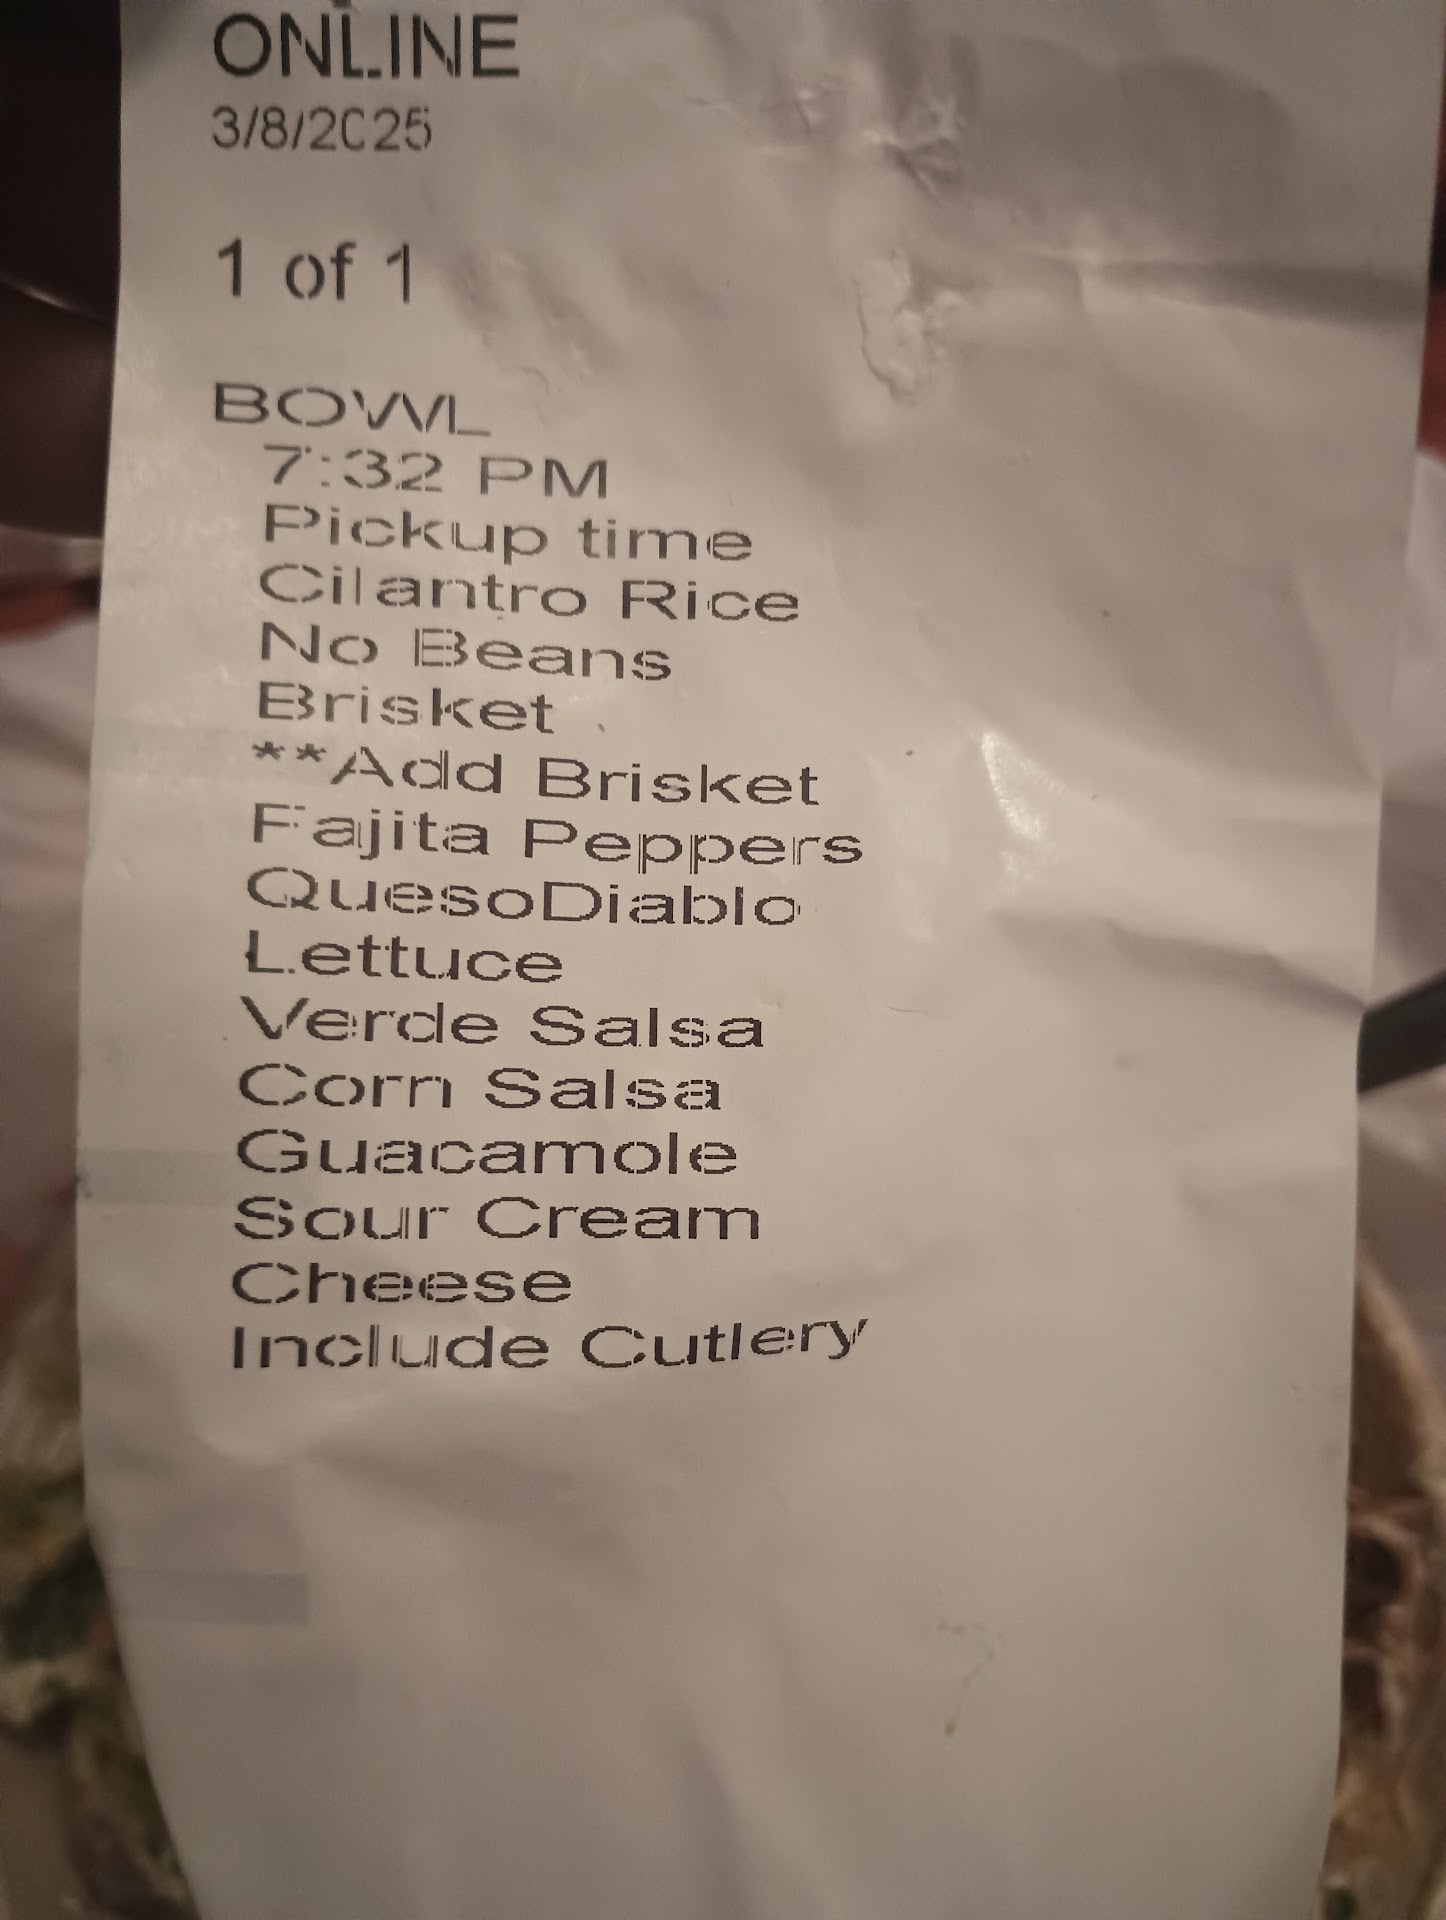 ONLINE
3/8/2025
1 of 1
BOWL
7:32 PM
Pickup time
Cilantro Rice
No Beans
Brisket
**Add Brisket
Fajita Peppers
QuesoDiablo
Lettuce
Verde Salsa
Corn Salsa
Guacamole
Sour Cream
Cheese
Include Cutlery